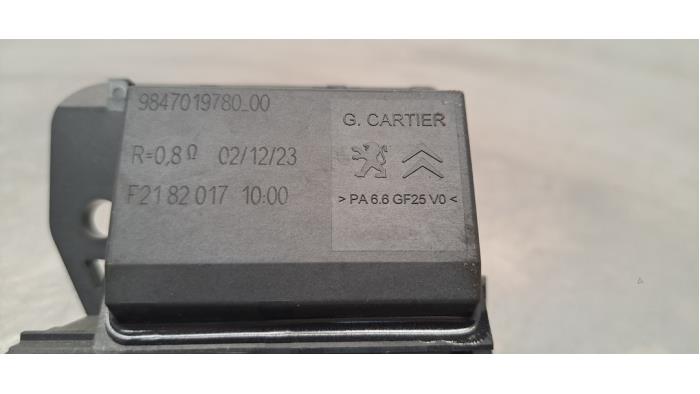 9847019780_00
G. CARTIER
R=0,8 Ω 02/12/23
F21 82 017 10:00
> PA 6.6 GF25 V0 <